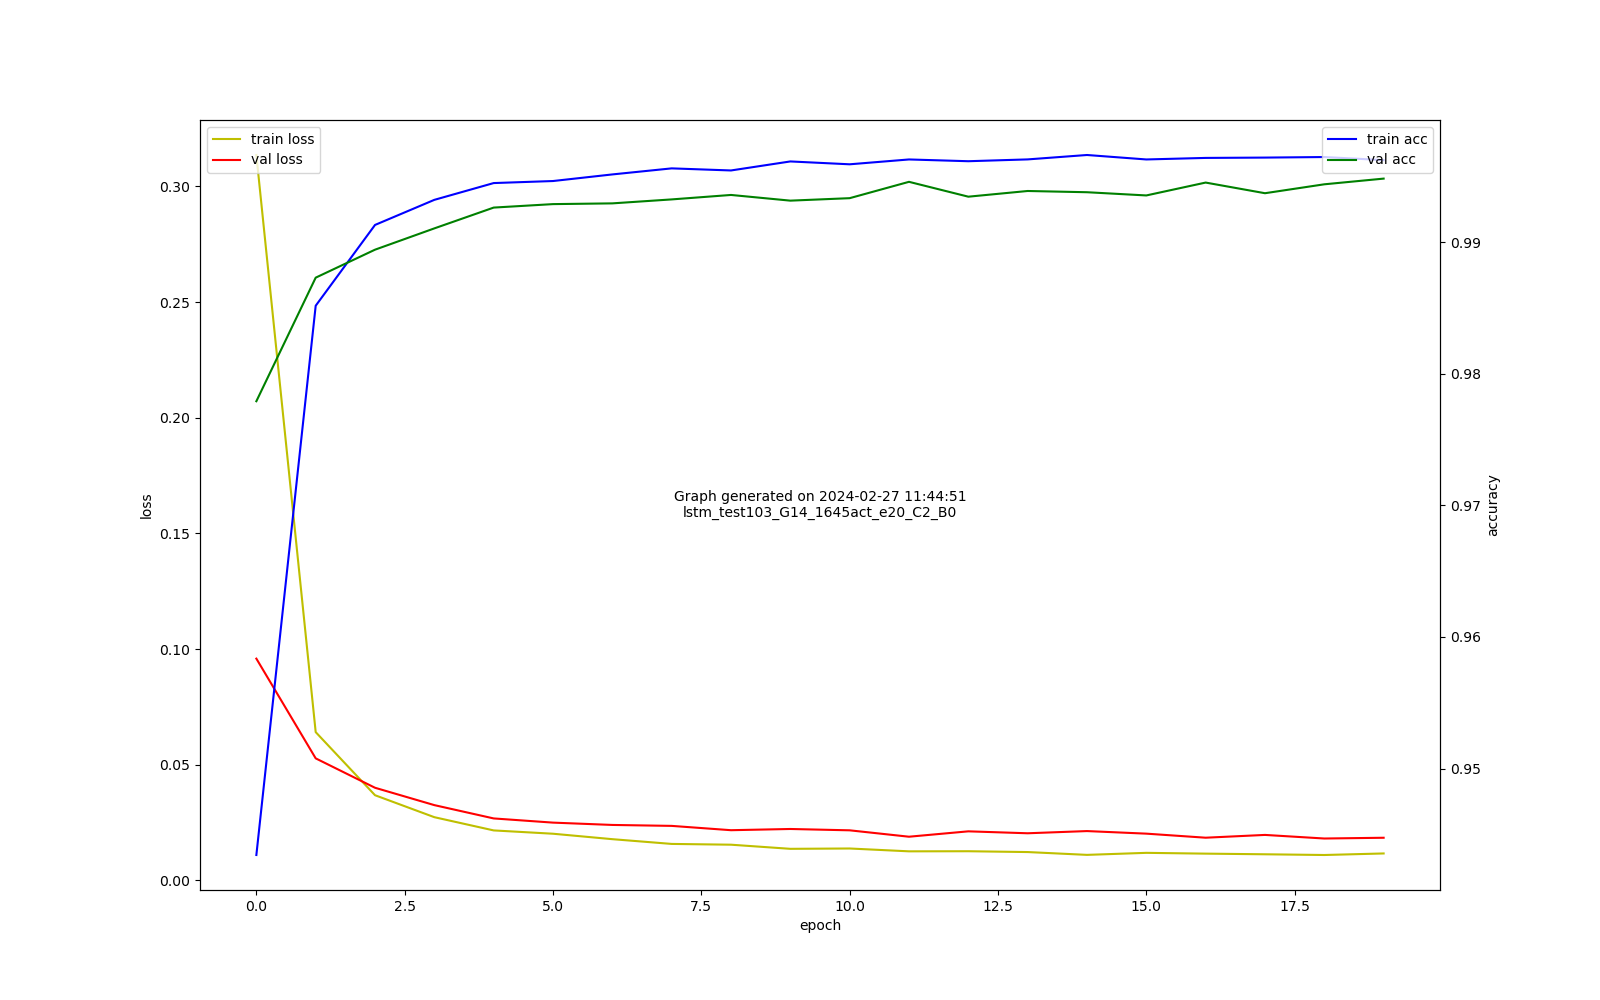 train loss
val loss
train acc
val acc
0.30
0.25
0.20
0.15
0.10
0.05
0.00
loss
Graph generated on 2024-02-27 11:44:51
lstm_test103_G14_1645act_e20_C2_B0
0.99
0.98
0.97
0.96
0.95
accuracy
0.0 2.5 5.0 7.5 10.0 12.5 15.0 17.5
epoch